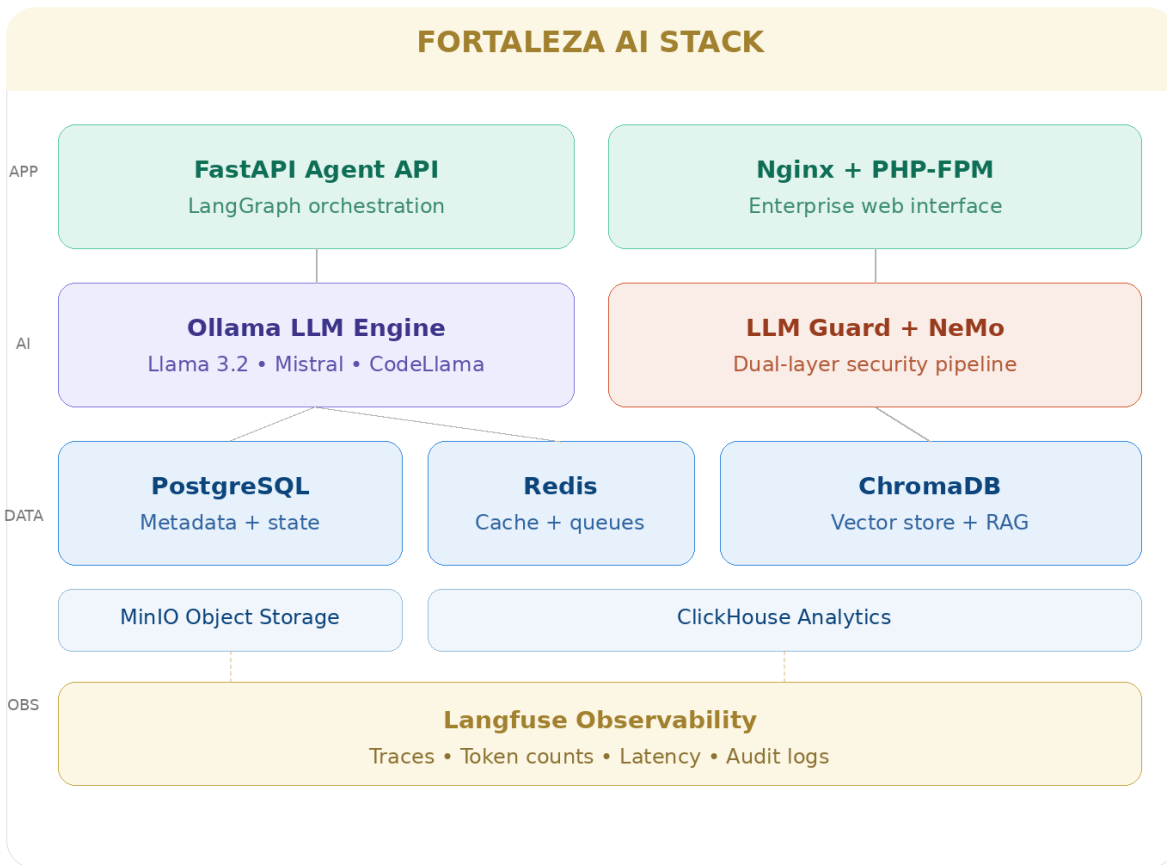 FORTALEZA AI STACK
APP
FastAPI Agent API
LangGraph orchestration
Nginx + PHP-FPM
Enterprise web interface
AI
Ollama LLM Engine
Llama 3.2 • Mistral • CodeLlama
LLM Guard + NeMo
Dual-layer security pipeline
DATA
PostgreSQL
Metadata + state
Redis
Cache + queues
ChromaDB
Vector store + RAG
MinIO Object Storage
ClickHouse Analytics
OBS
Langfuse Observability
Traces • Token counts • Latency • Audit logs